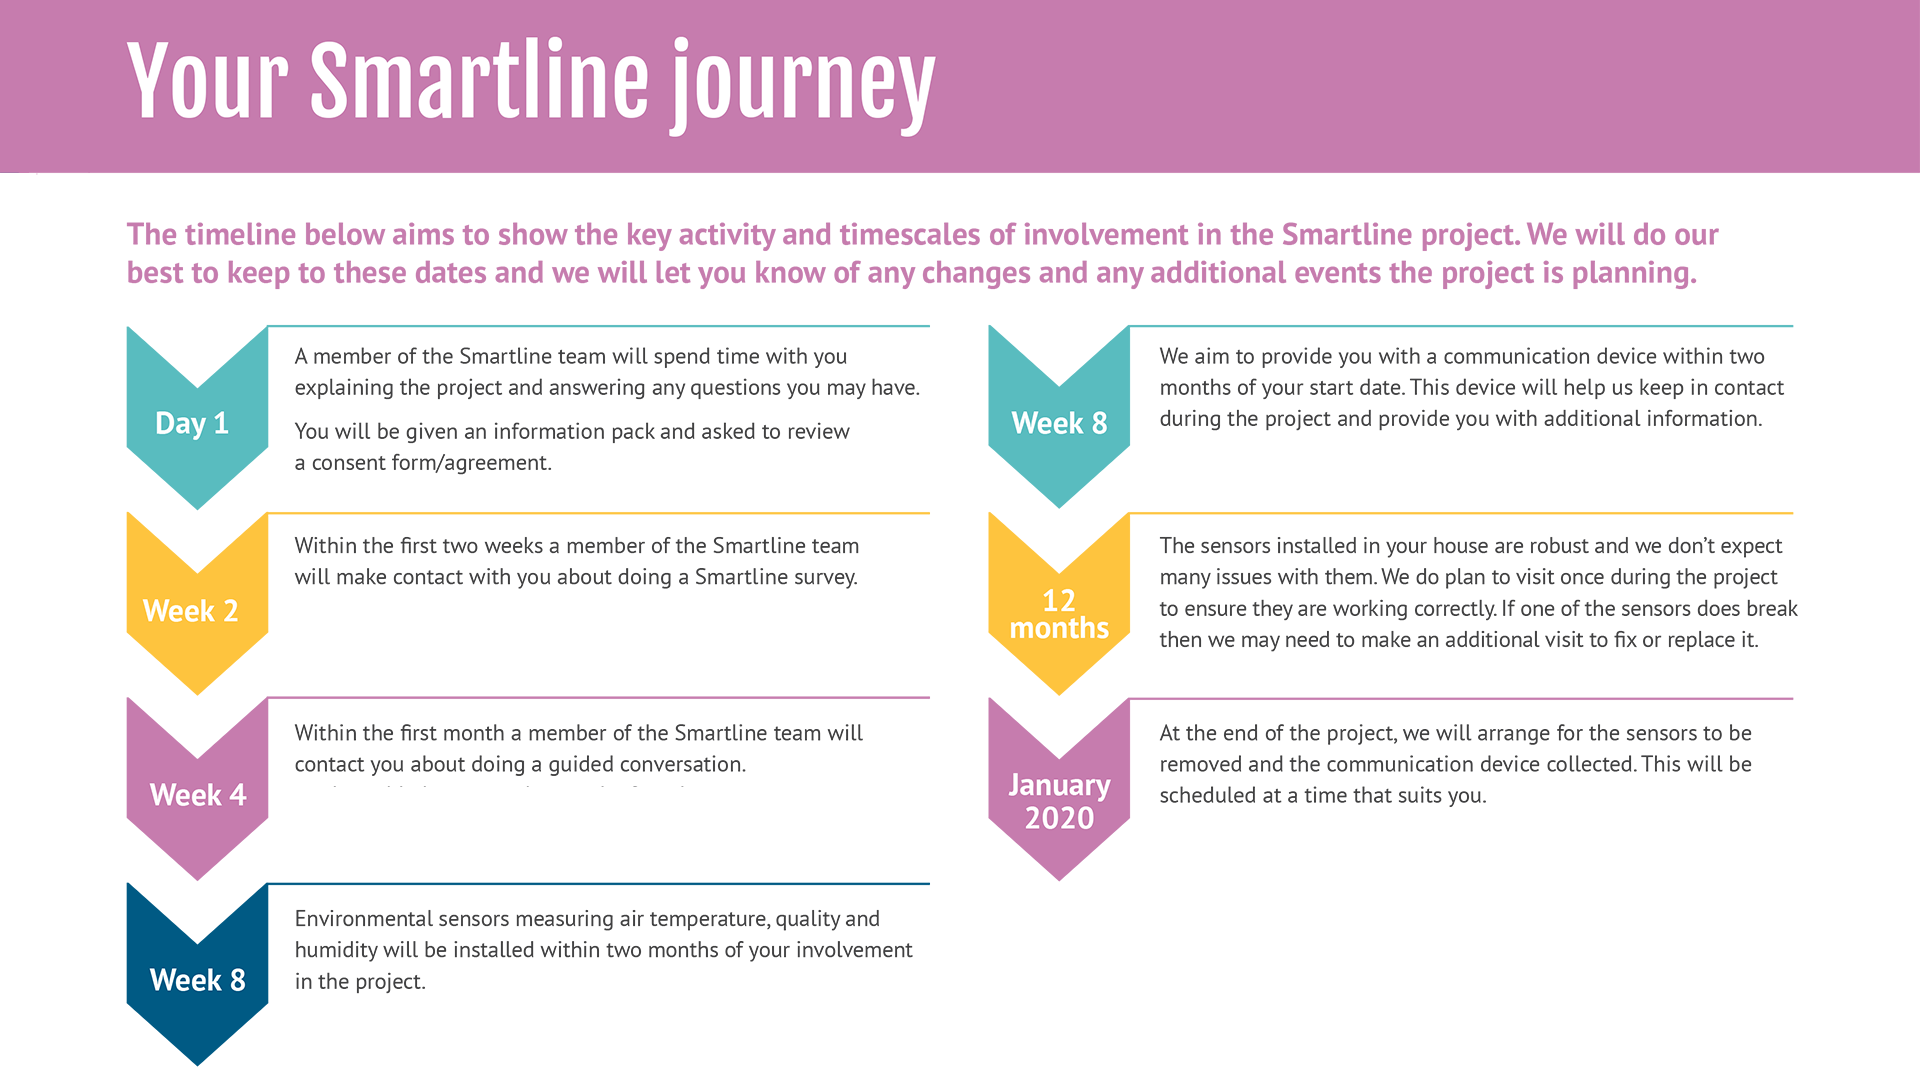 Your Smartline journey
The timeline below aims to show the key activity and timescales of involvement in the Smartline project. We will do our
best to keep to these dates and we will let you know of any changes and any additional events the project is planning.
Day 1
A member of the Smartline team will spend time with you
explaining the project and answering any questions you may have.
You will be given an information pack and asked to review
a consent form/agreement.
Week 2
Within the first two weeks a member of the Smartline team
will make contact with you about doing a Smartline survey.
Week 4
Within the first month a member of the Smartline team will
contact you about doing a guided conversation.
Week 8
Environmental sensors measuring air temperature, quality and
humidity will be installed within two months of your involvement
in the project.
Week 8
We aim to provide you with a communication device within two
months of your start date. This device will help us keep in contact
during the project and provide you with additional information.
12
months
The sensors installed in your house are robust and we don’t expect
many issues with them. We do plan to visit once during the project
to ensure they are working correctly. If one of the sensors does break
then we may need to make an additional visit to fix or replace it.
January
2020
At the end of the project, we will arrange for the sensors to be
removed and the communication device collected. This will be
scheduled at a time that suits you.